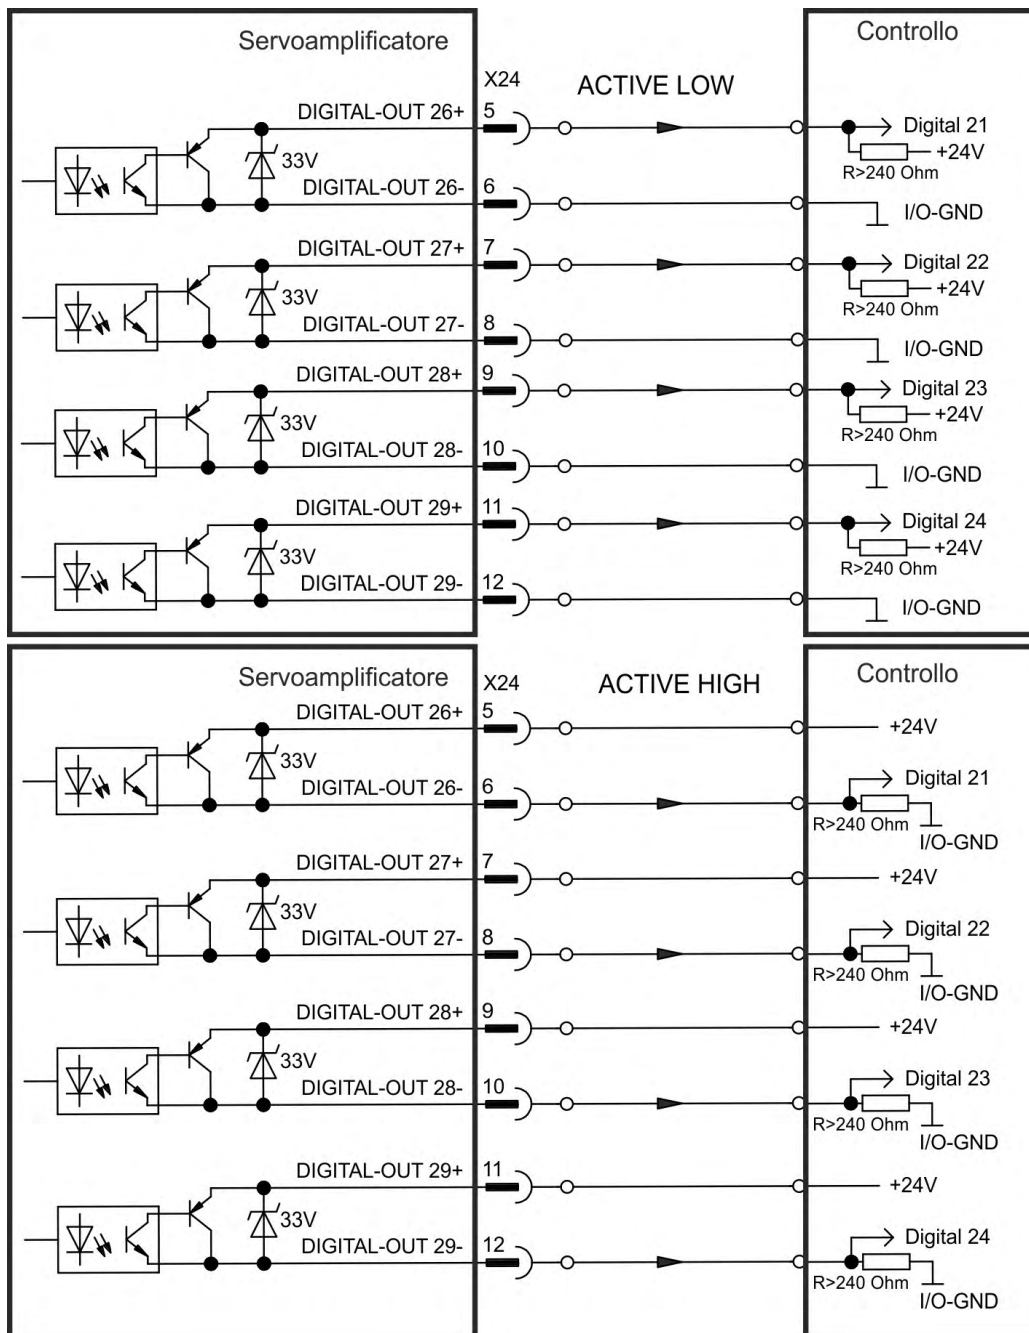 Servoamplificatore
Controllo
X24
ACTIVE LOW
DIGITAL-OUT 26+
5
Digital 21
33V
+24V
R>240 Ohm
DIGITAL-OUT 26-
6
I/O-GND
DIGITAL-OUT 27+
7
Digital 22
33V
+24V
R>240 Ohm
DIGITAL-OUT 27-
8
I/O-GND
DIGITAL-OUT 28+
9
Digital 23
33V
+24V
R>240 Ohm
DIGITAL-OUT 28-
10
I/O-GND
DIGITAL-OUT 29+
11
Digital 24
33V
+24V
R>240 Ohm
DIGITAL-OUT 29-
12
I/O-GND
Servoamplificatore
Controllo
X24
ACTIVE HIGH
DIGITAL-OUT 26+
5
+24V
33V
DIGITAL-OUT 26-
6
Digital 21
R>240 Ohm
I/O-GND
DIGITAL-OUT 27+
7
+24V
33V
DIGITAL-OUT 27-
8
Digital 22
R>240 Ohm
I/O-GND
DIGITAL-OUT 28+
9
+24V
33V
DIGITAL-OUT 28-
10
Digital 23
R>240 Ohm
I/O-GND
DIGITAL-OUT 29+
11
+24V
33V
DIGITAL-OUT 29-
12
Digital 24
R>240 Ohm
I/O-GND